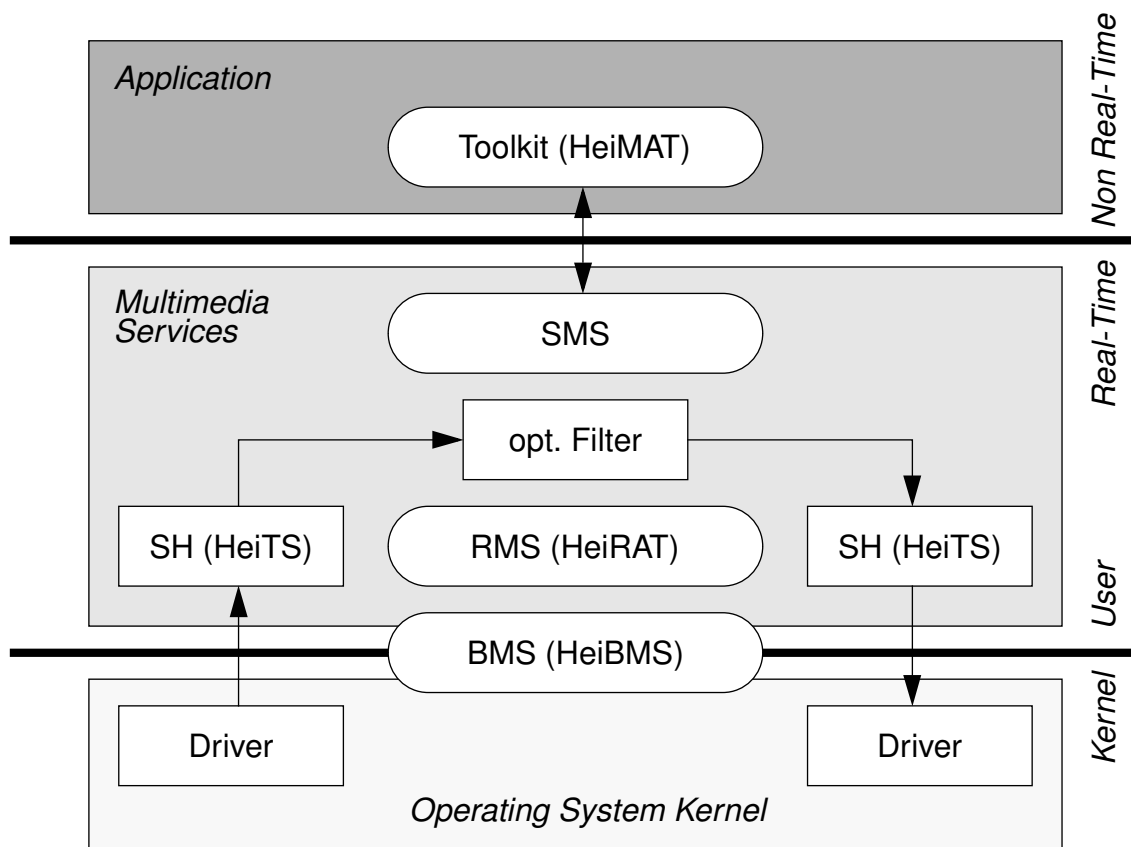 Application
Toolkit (HeiMAT)
Non Real-Time
Multimedia
Services
SMS
Real-Time
opt. Filter
SH (HeiTS)
RMS (HeiRAT)
SH (HeiTS)
User
BMS (HeiBMS)
Driver
Driver
Kernel
Operating System Kernel